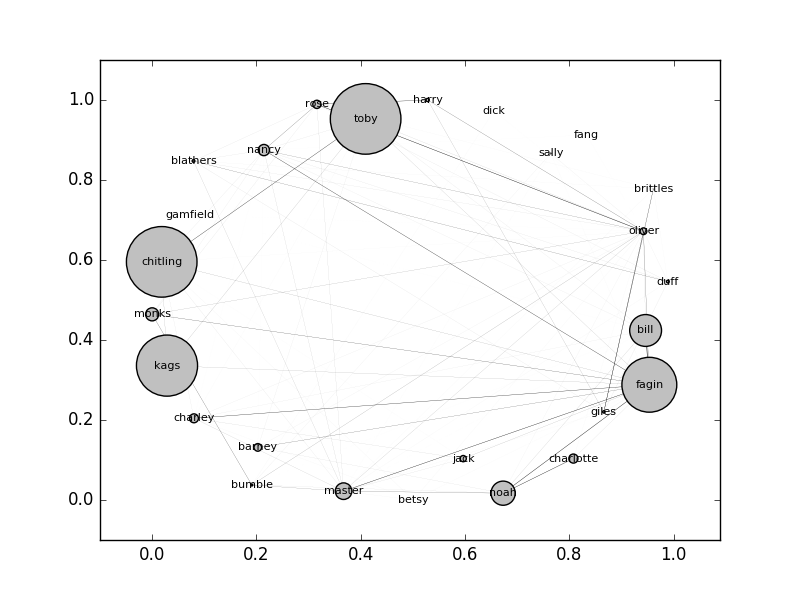 1.0
0.8
0.6
0.4
0.2
0.0
rose
harry
toby
dick
fang
nancy
sally
blathers
brittles
gamfield
oliver
chitling
duff
monks
bill
kags
fagin
charley
giles
barney
jack
charlotte
bumble
master
noah
betsy
0.0 0.2 0.4 0.6 0.8 1.0